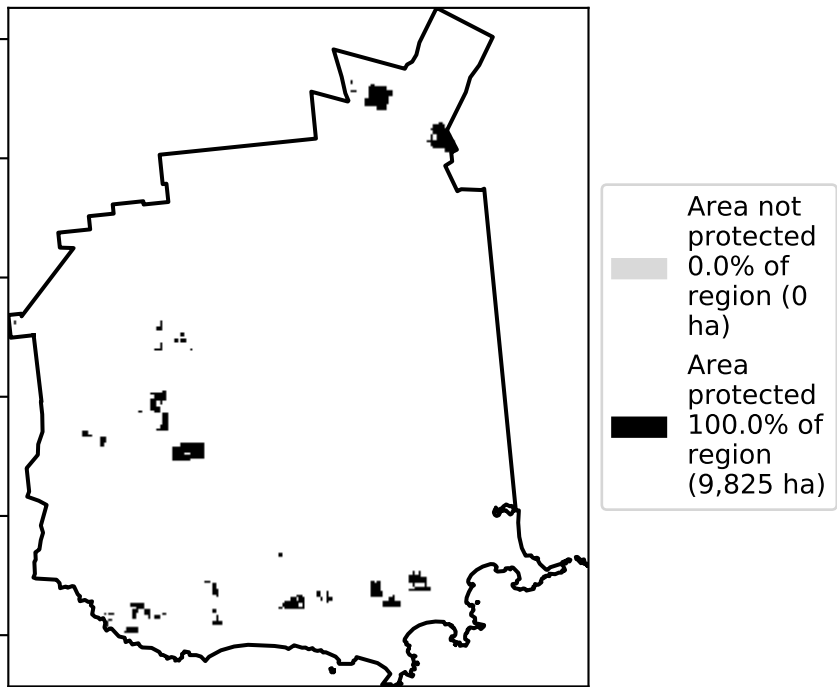 Area not
protected
0.0% of
region (0
ha)
Area
protected
100.0% of
region
(9,825 ha)